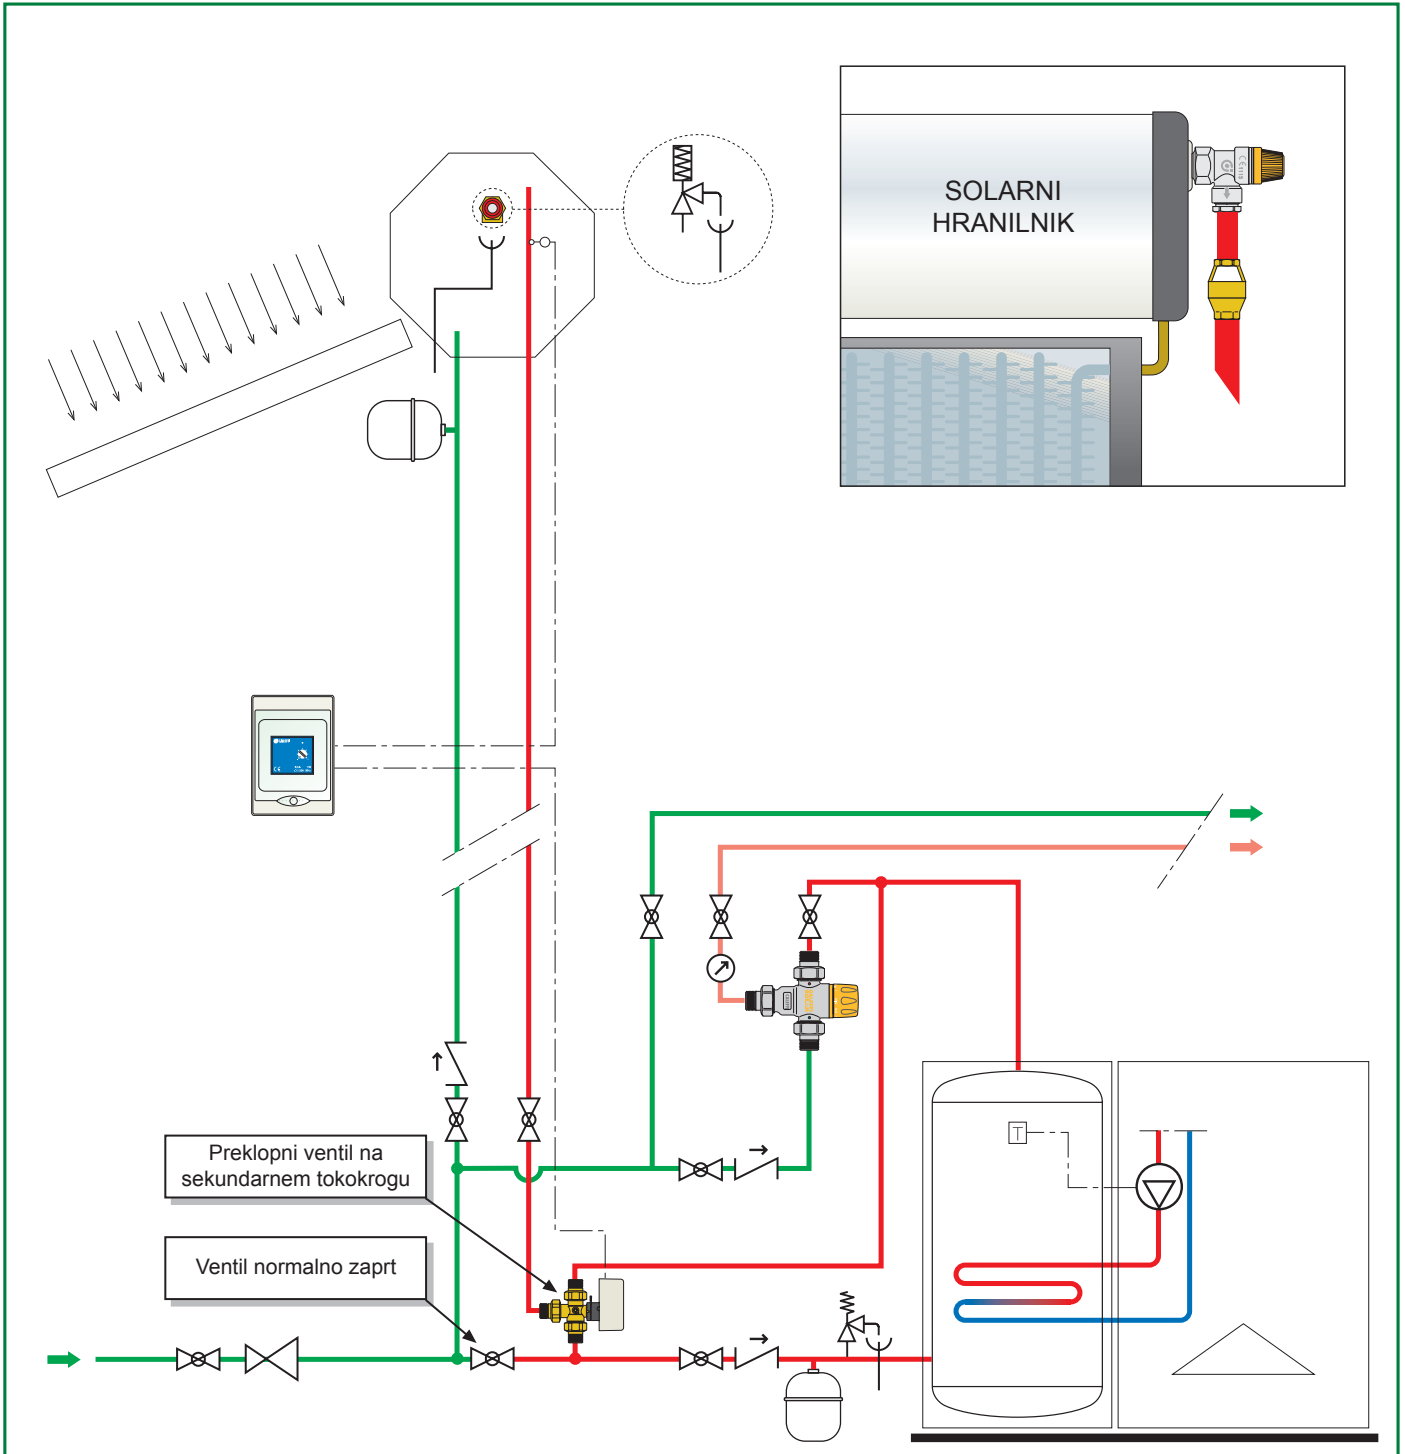 SOLARNI
HRANILNIK
Preklopni ventil na
sekundarnem tokokrogu
Ventil normalno zaprt
T